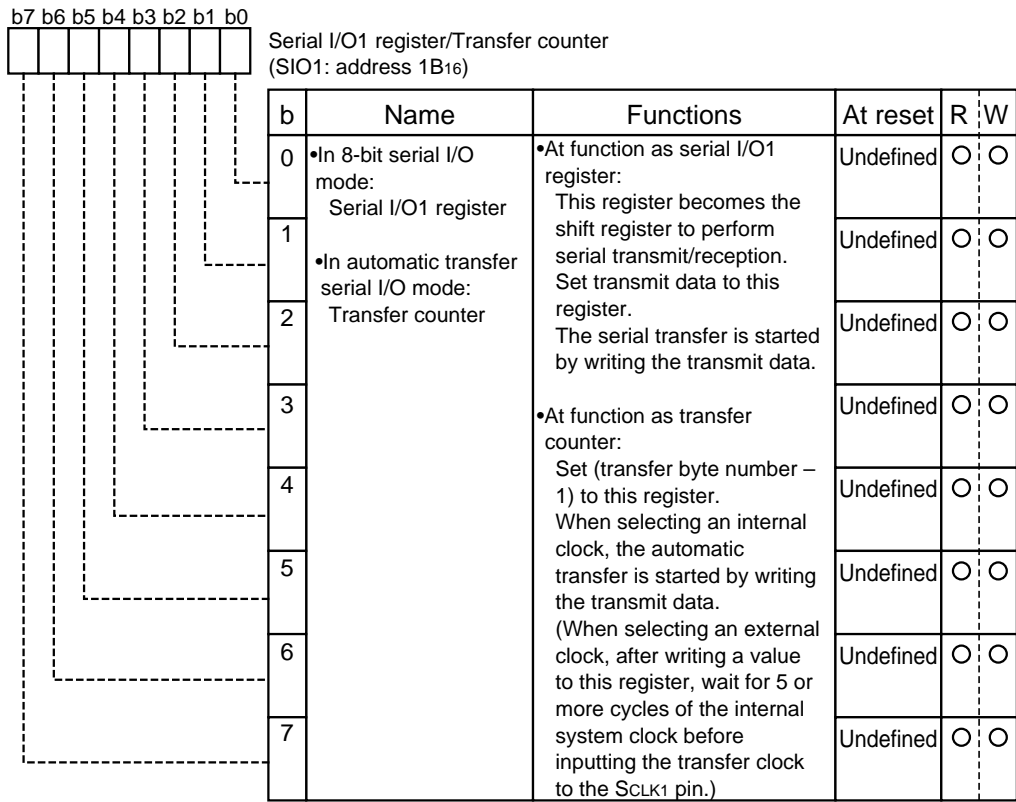 b7 b6 b5 b4 b3 b2 b1 b0
Serial I/O1 register/Transfer counter
(SIO1: address 1B16)
b Name Functions At reset R W
0
•In 8-bit serial I/O
mode:
Serial I/O1 register
•In automatic transfer
serial I/O mode:
Transfer counter
•At function as serial I/O1
register:
This register becomes the
shift register to perform
serial transmit/reception.
Set transmit data to this
register.
The serial transfer is started
by writing the transmit data.
•At function as transfer
counter:
Set (transfer byte number –
1) to this register.
When selecting an internal
clock, the automatic
transfer is started by writing
the transmit data.
(When selecting an external
clock, after writing a value
to this register, wait for 5 or
more cycles of the internal
system clock before
inputting the transfer clock
to the SCLK1 pin.)
Undefined ○ ○
1 Undefined ○ ○
2 Undefined ○ ○
3 Undefined ○ ○
4 Undefined ○ ○
5 Undefined ○ ○
6 Undefined ○ ○
7 Undefined ○ ○